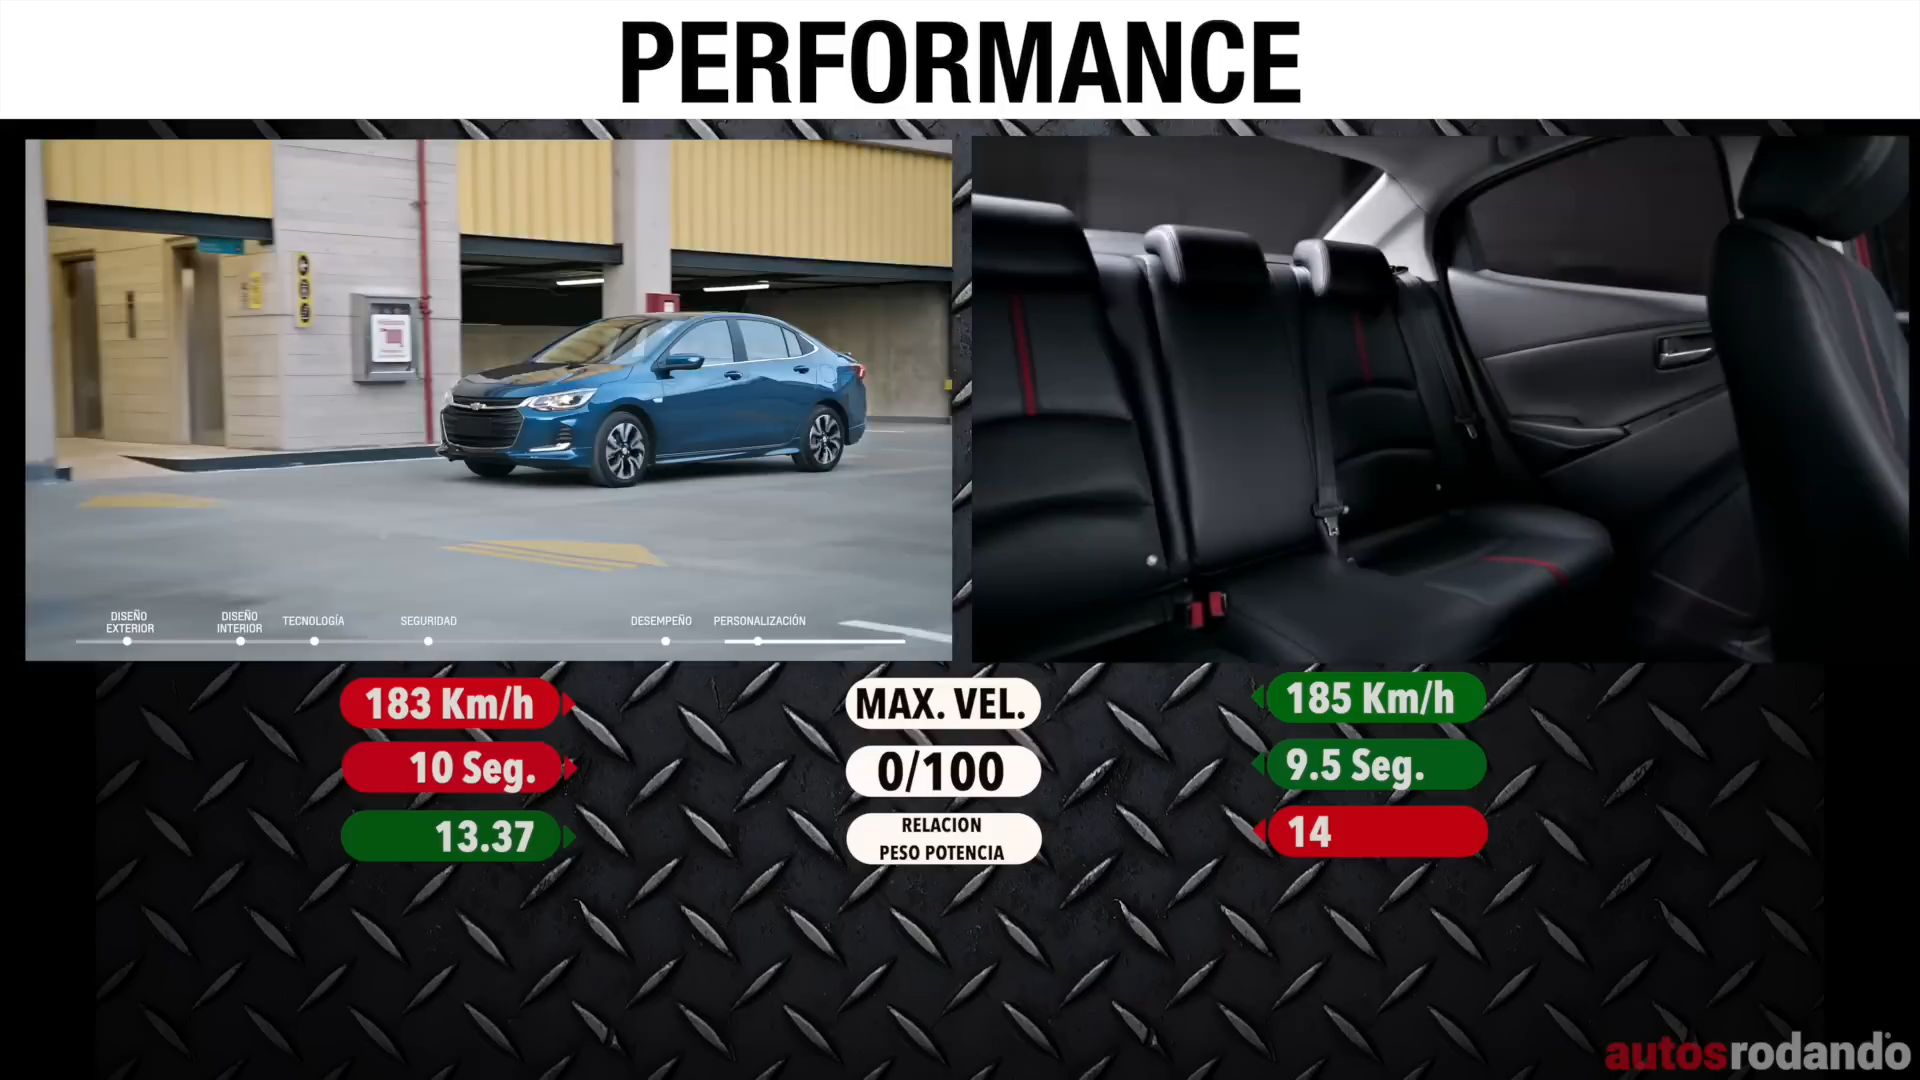 PERFORMANCE
DISEÑO
EXTERIOR
DISEÑO
INTERIOR
TECNOLOGÍA
SEGURIDAD
DESEMPEÑO
PERSONALIZACIÓN
183 Km/h
MAX. VEL.
185 Km/h
10 Seg.
0/100
9.5 Seg.
13.37
RELACION
PESO POTENCIA
14
autosrodando